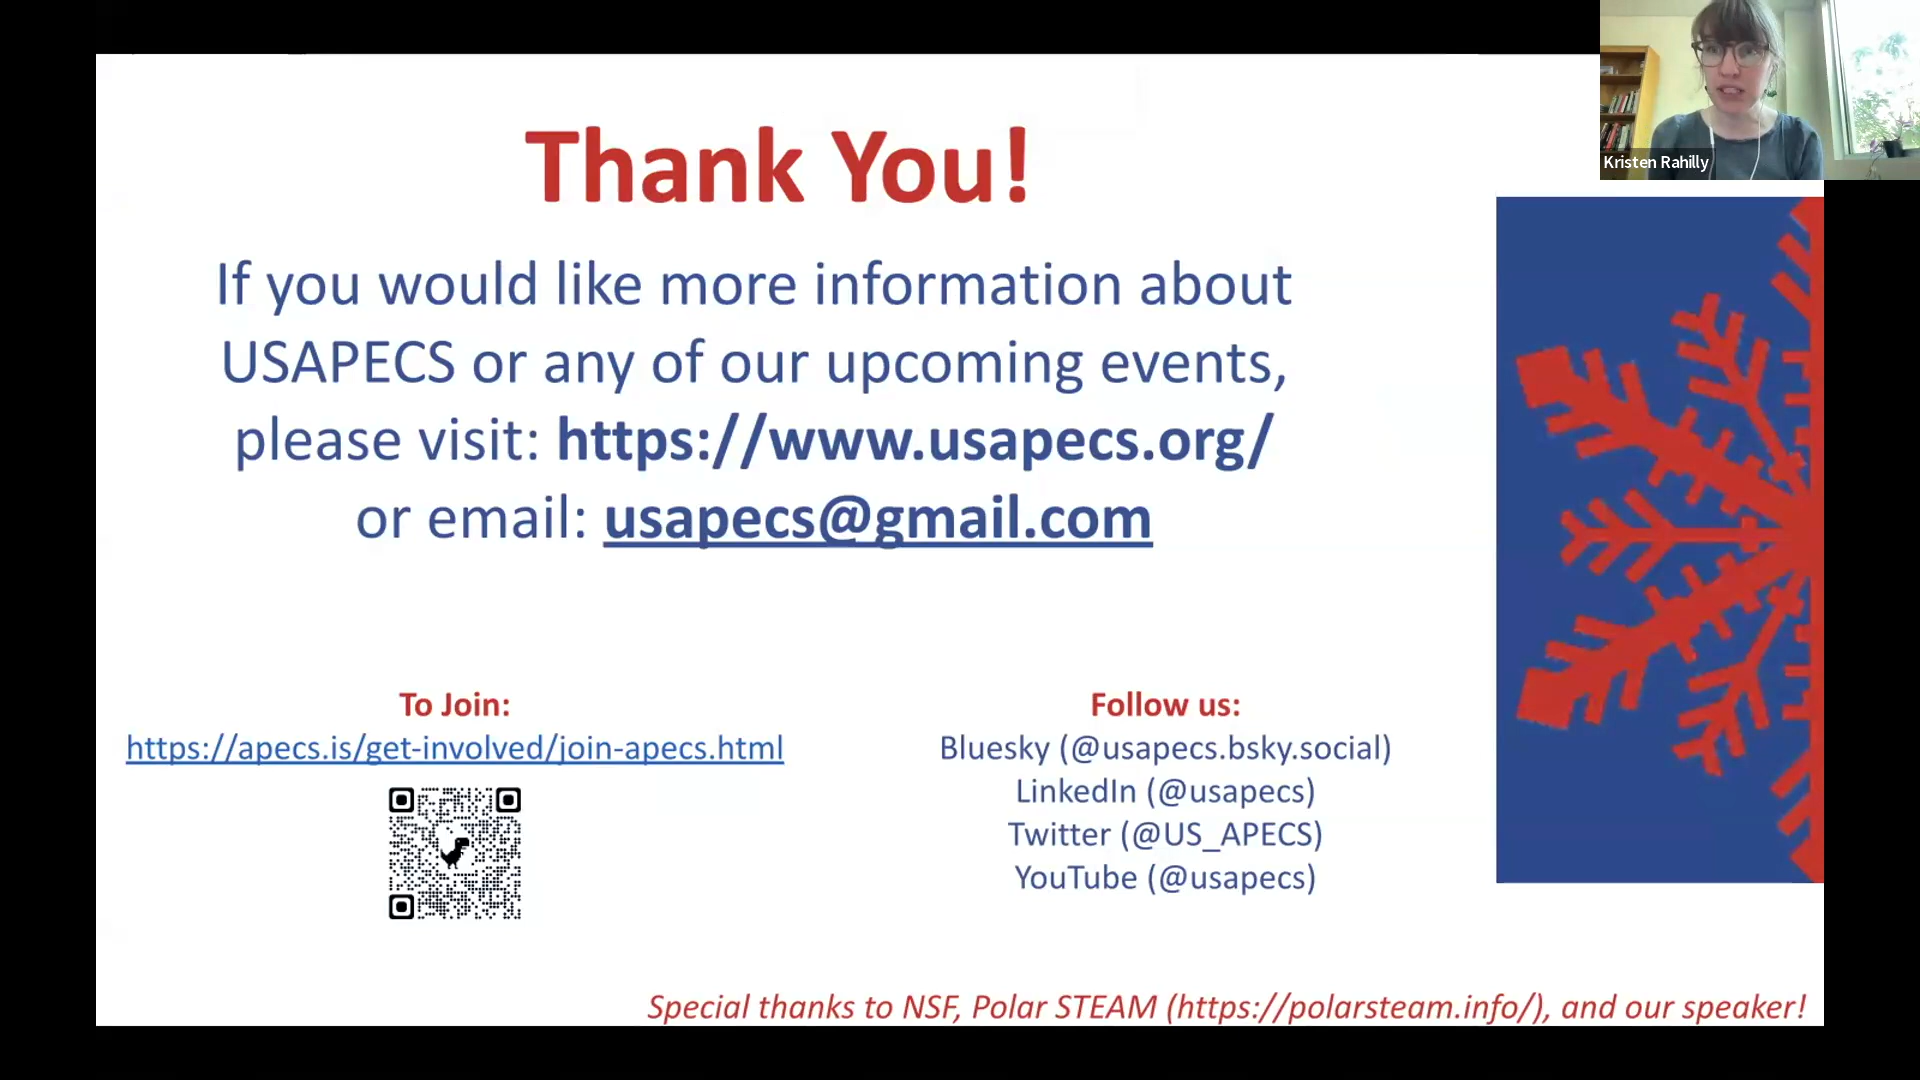 Kristen Rahilly
Thank You!
If you would like more information about
USAPECS or any of our upcoming events,
please visit: https://www.usapecs.org/
or email: usapecs@gmail.com
To Join:
https://apecs.is/get-involved/join-apecs.html
Follow us:
Bluesky (@usapecs.bsky.social)
LinkedIn (@usapecs)
Twitter (@US_APECS)
YouTube (@usapecs)
Special thanks to NSF, Polar STEAM (https://polarsteam.info/), and our speaker!